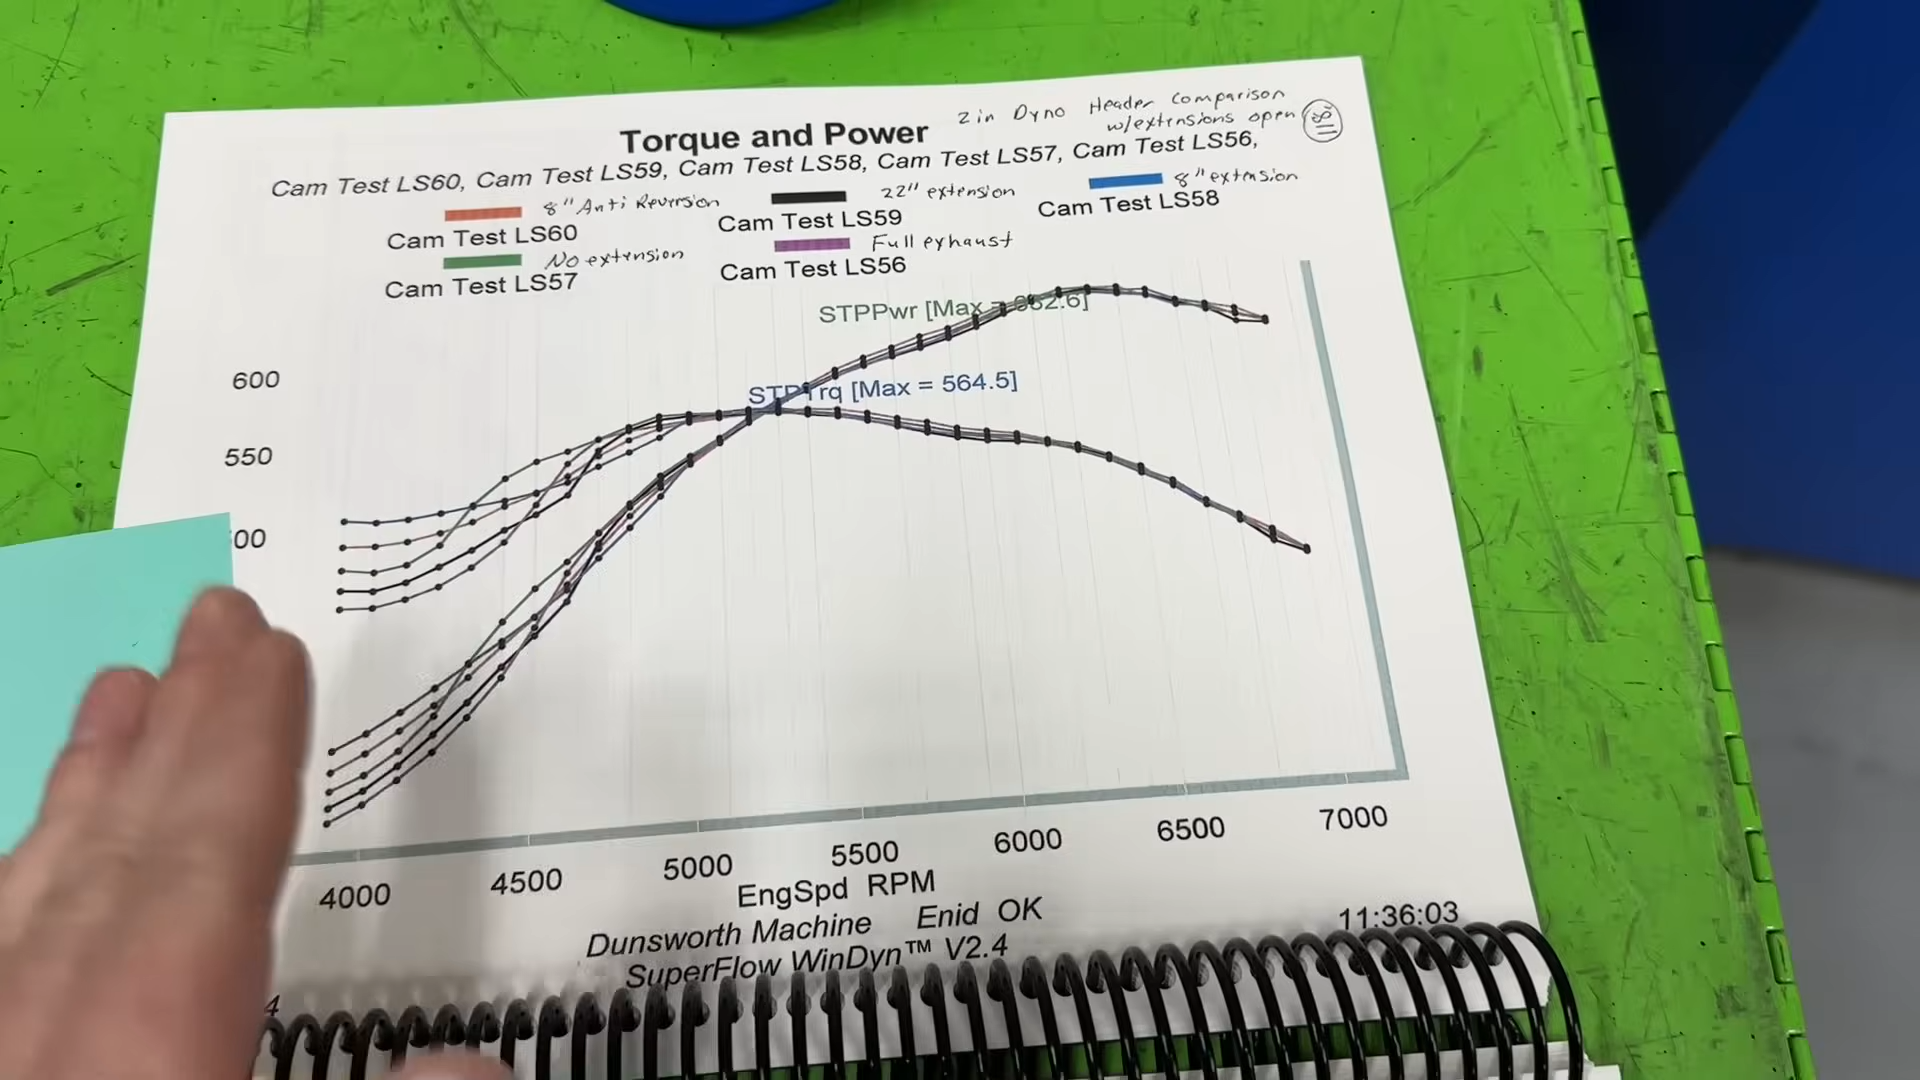 2 in Dyno Header Comparison
w/extensions open
Torque and Power
Cam Test LS60, Cam Test LS59, Cam Test LS58, Cam Test LS57, Cam Test LS56,
8" Anti Reversion
Cam Test LS60
22" extension
Cam Test LS59
8" extension
Cam Test LS58
No extension
Cam Test LS57
Full exhaust
Cam Test LS56
STPPwr [Max = 2.6]
STPTrq [Max = 564.5]
600
550
00
4000 4500 5000 5500 6000 6500 7000
EngSpd RPM
Dunsworth Machine Enid OK
11:36:03
SuperFlow WinDyn™ V2.4
4